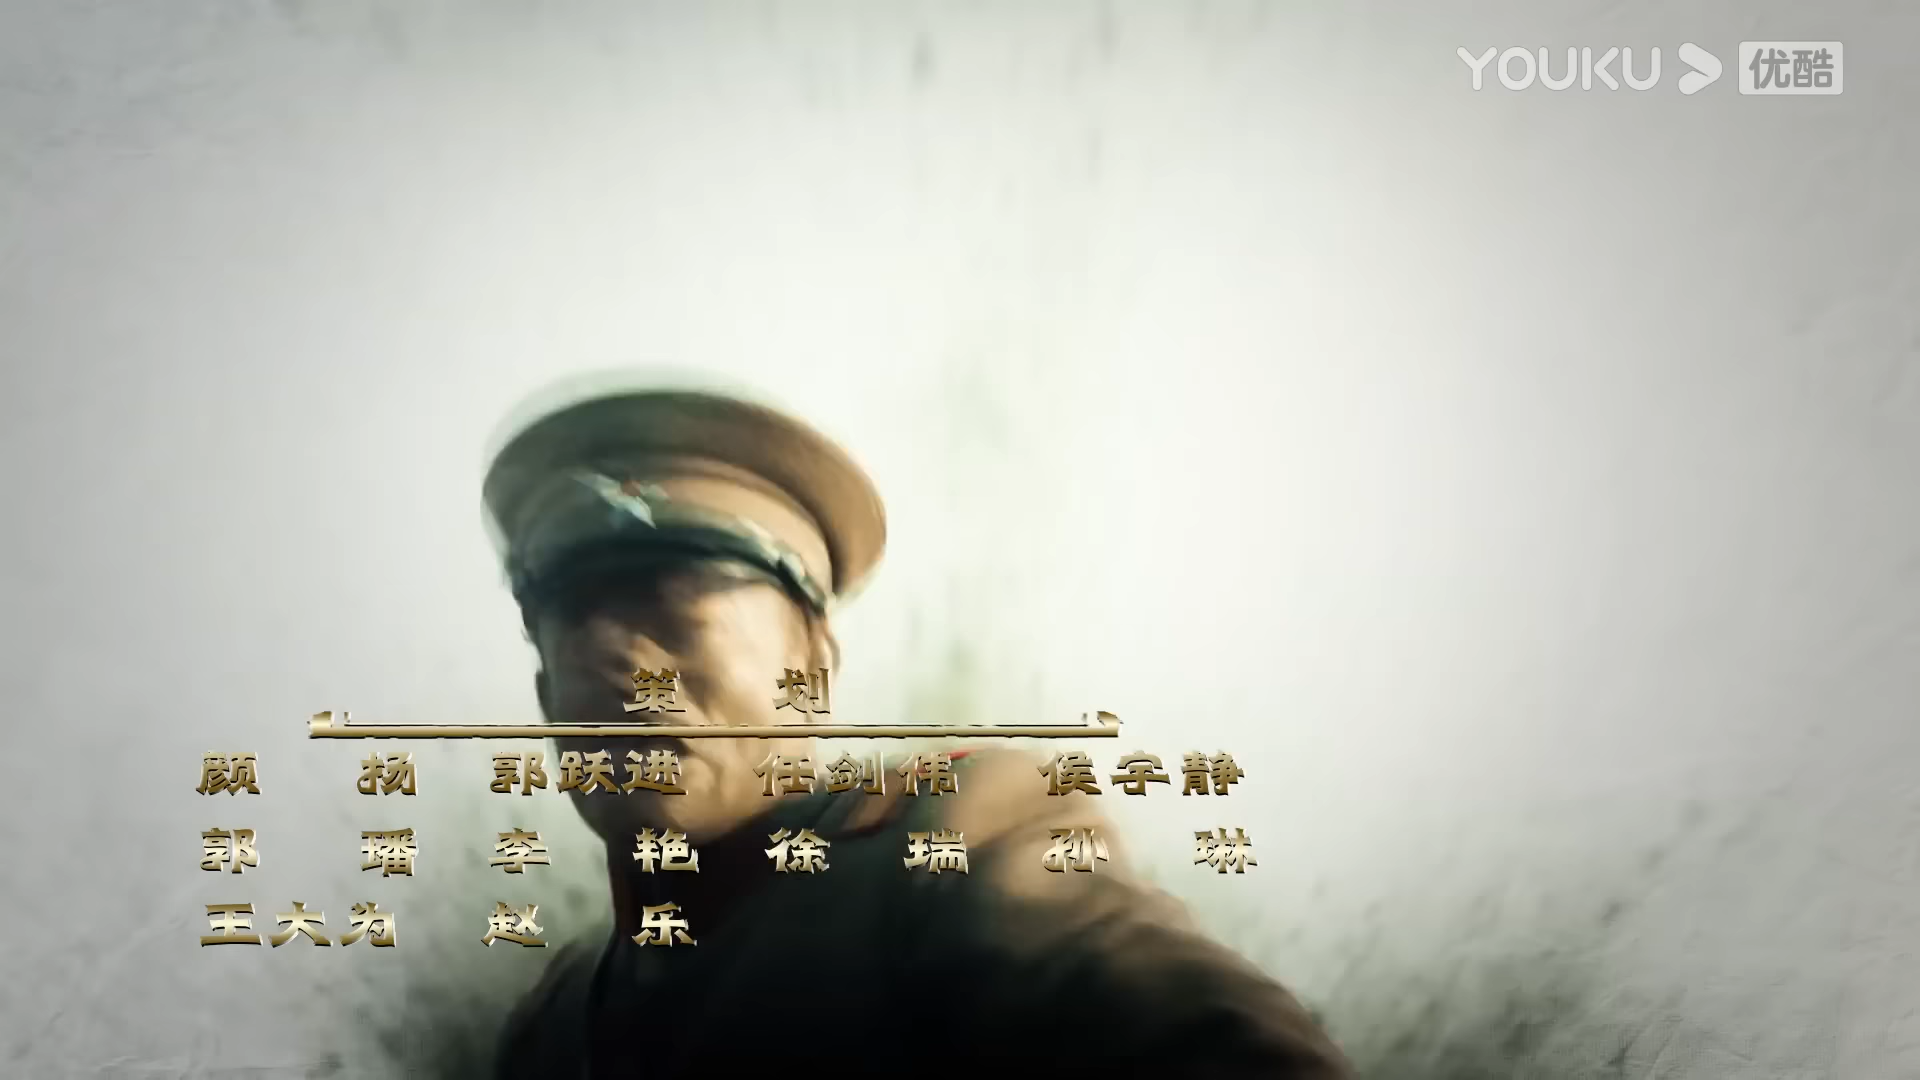 YOUKU 优酷
策 划
颜 扬 郭跃进 任剑伟 侯宇静
郭 璠 李 艳 徐 瑞 孙 琳
王大为 赵 乐